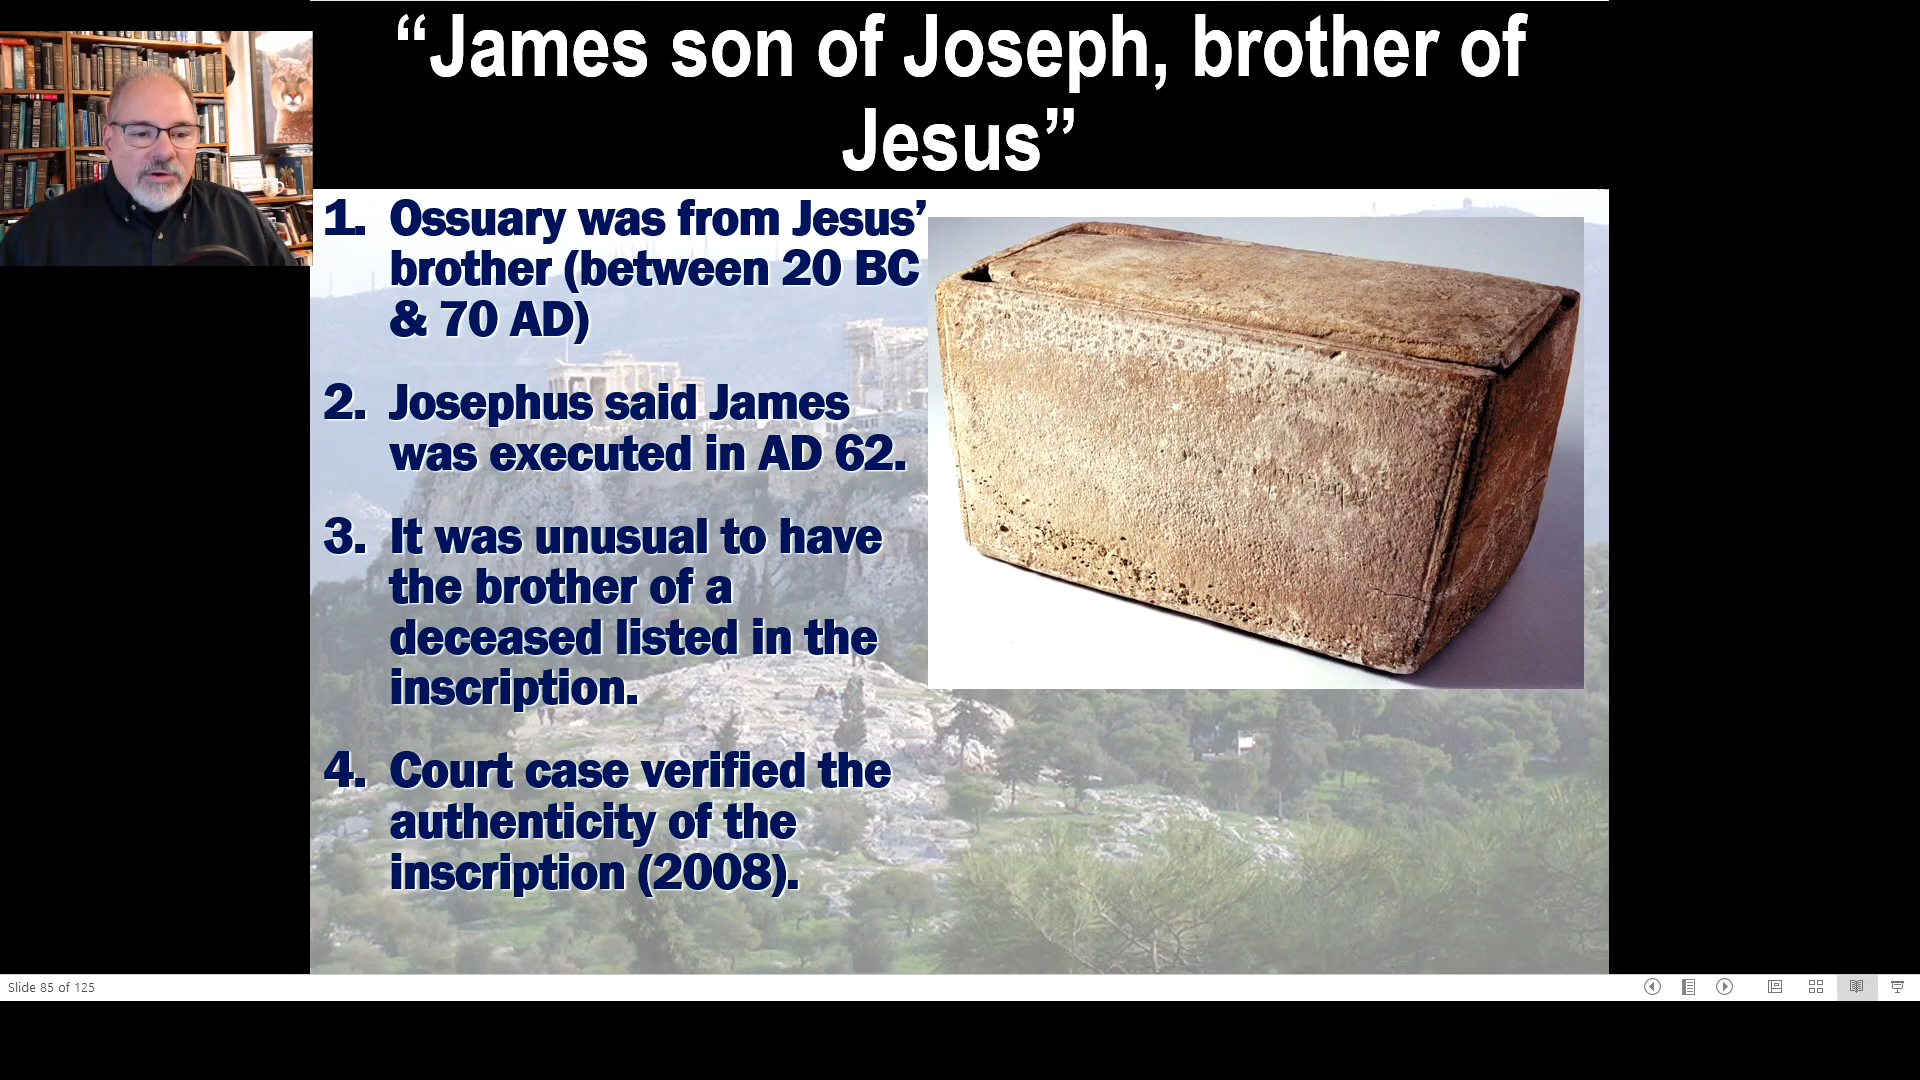 “James son of Joseph, brother of
Jesus”
1. Ossuary was from Jesus’
brother (between 20 BC
& 70 AD)
2. Josephus said James
was executed in AD 62.
3. It was unusual to have
the brother of a
deceased listed in the
inscription.
4. Court case verified the
authenticity of the
inscription (2008).
Slide 85 of 125